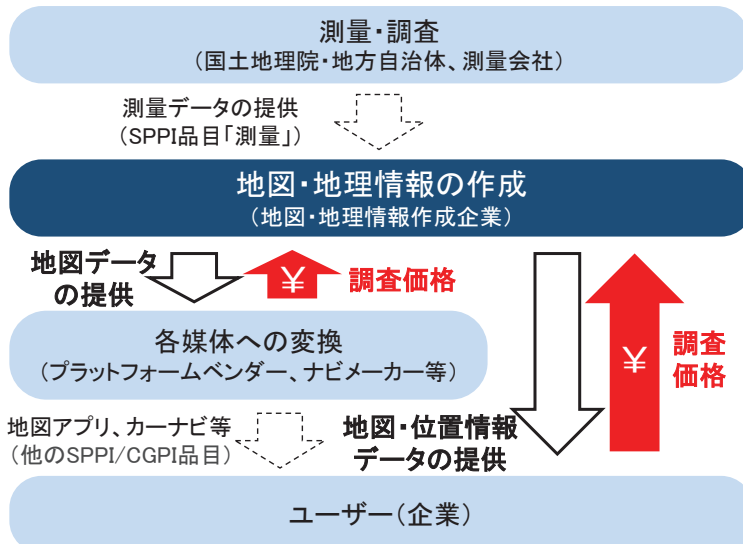 測量・調査
（国土地理院・地方自治体、測量会社）
測量データの提供
（SPPI品目「測量」）
地図・地理情報の作成
（地図・地理情報作成企業）
地図データ
の提供
¥
調査価格
¥
調査
価格
各媒体への変換
（プラットフォームベンダー、ナビメーカー等）
地図アプリ、カーナビ等
（他のSPPI/CGPI品目）
地図・位置情報
データの提供
ユーザー（企業）